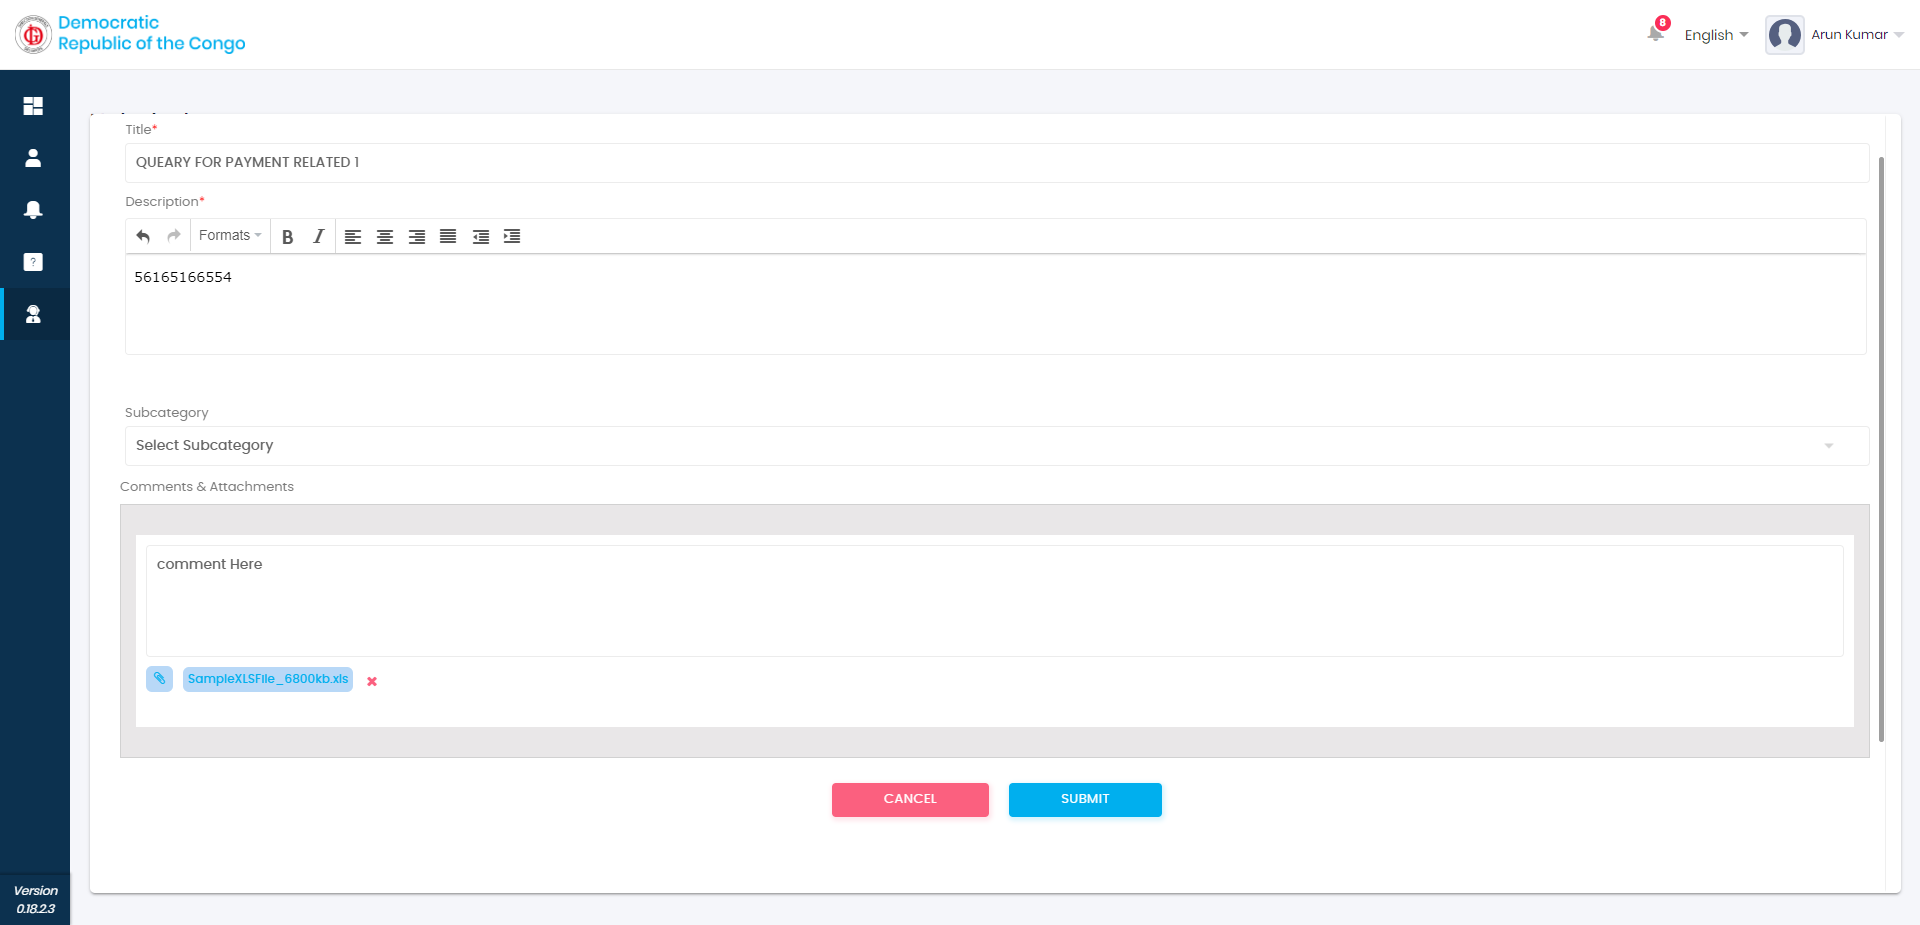 Democratic
Republic of the Congo
8
English
Arun Kumar
Title*
QUEARY FOR PAYMENT RELATED 1
Description*
Formats
B I
56165166554
Subcategory
Select Subcategory
Comments & Attachments
comment Here
SampleXLSFile_6800kb.xls
CANCEL
SUBMIT
Version
0.18.2.3